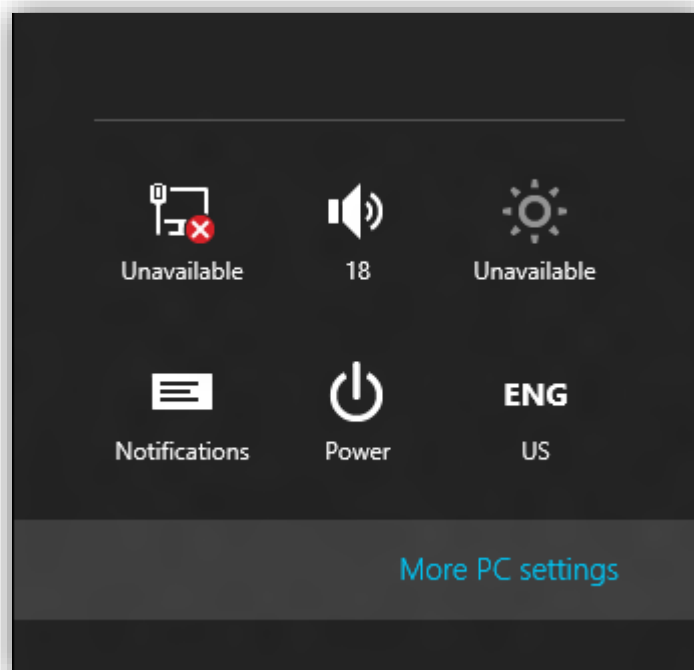 Unavailable 18 Unavailable
ENG
Notifications Power US
More PC settings